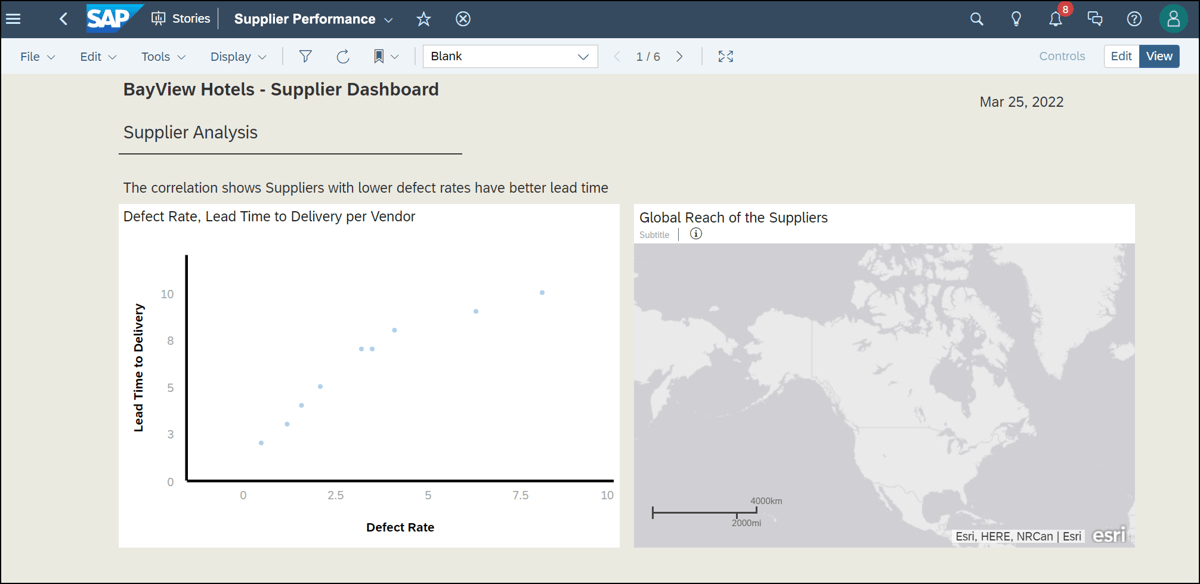 SAP Stories Supplier Performance 8
File Edit Tools Display Blank 1 / 6 Controls Edit View
BayView Hotels - Supplier Dashboard
Mar 25, 2022
Supplier Analysis
The correlation shows Suppliers with lower defect rates have better lead time
Defect Rate, Lead Time to Delivery per Vendor
Lead Time to Delivery
10
8
5
3
0
0 2.5 5 7.5 10
Defect Rate
Global Reach of the Suppliers
Subtitle
4000km
2000mi
Esri, HERE, NRCan | Esri esri